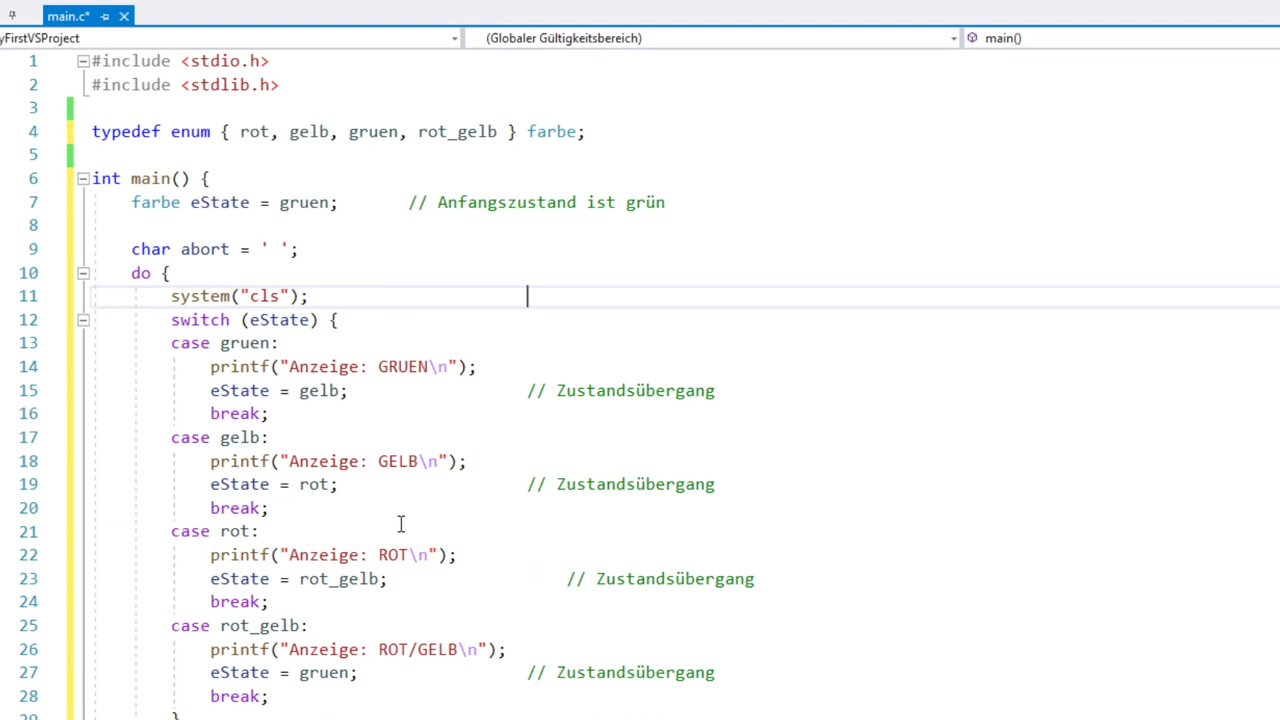 main.c*
yFirstVSProject (Globaler Gültigkeitsbereich) main()
1 #include <stdio.h>
2 #include <stdlib.h>
3
4 typedef enum { rot, gelb, gruen, rot_gelb } farbe;
5
6 int main() {
7 farbe eState = gruen; // Anfangszustand ist grün
8
9 char abort = ' ';
10 do {
11 system("cls");
12 switch (eState) {
13 case gruen:
14 printf("Anzeige: GRUEN\n");
15 eState = gelb; // Zustandsübergang
16 break;
17 case gelb:
18 printf("Anzeige: GELB\n");
19 eState = rot; // Zustandsübergang
20 break;
21 case rot:
22 printf("Anzeige: ROT\n");
23 eState = rot_gelb; // Zustandsübergang
24 break;
25 case rot_gelb:
26 printf("Anzeige: ROT/GELB\n");
27 eState = gruen; // Zustandsübergang
28 break;
29 }